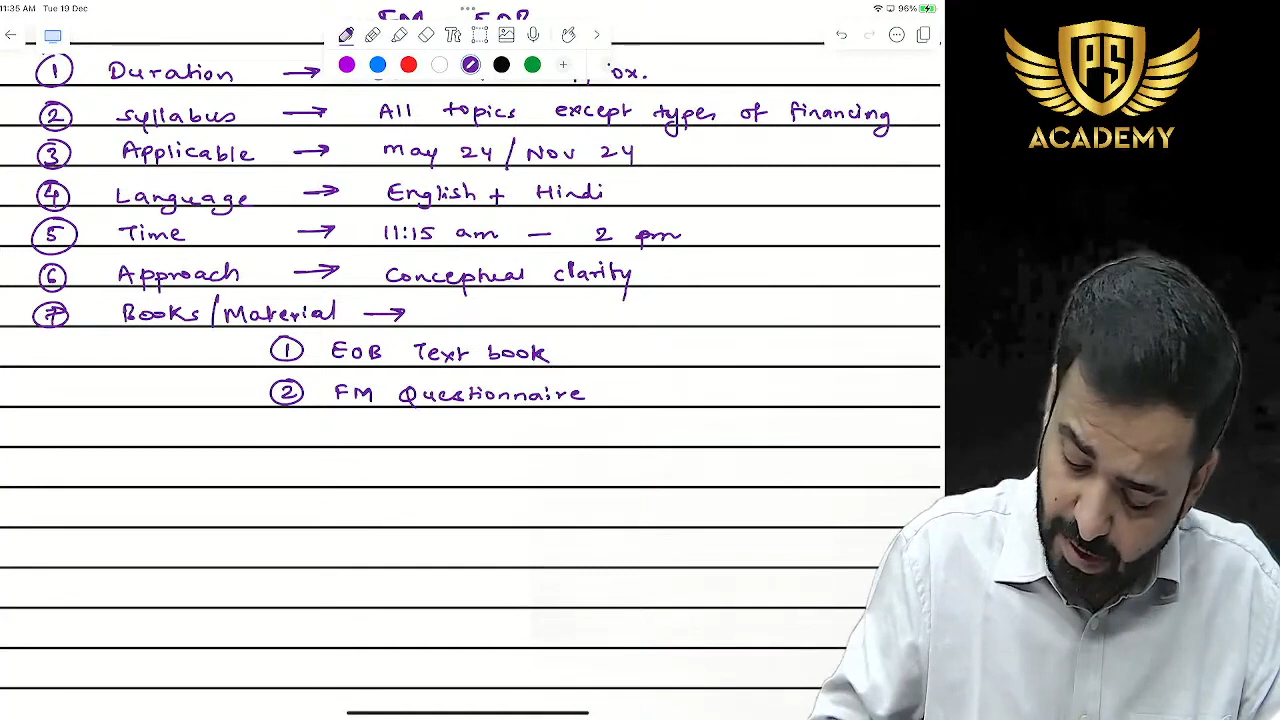 11:35 AM Tue 19 Dec
96%
FM EOB
① Duration → ox.
② Syllabus → All topics except types of financing
③ Applicable → may 24 / Nov 24
④ Language → English + Hindi
⑤ Time → 11:15 am – 2 pm
⑥ Approach → Conceptual clarity
⑦ Books/Material →
① EOB Text book
② FM Questionnaire
PS
ACADEMY